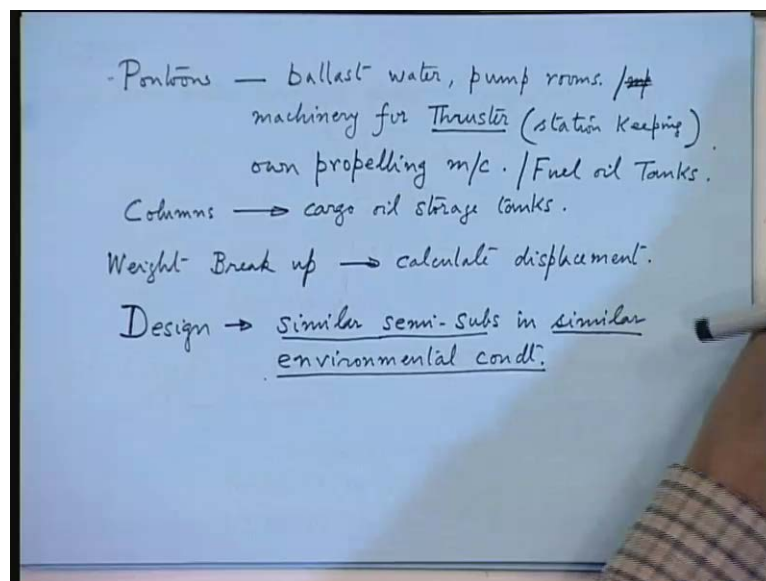 - Pontoons — ballast water, pump rooms. /
machinery for Thruster (station keeping)
own propelling m/c. / Fuel oil Tanks.
Columns → cargo oil storage tanks.
Weight Break up → calculate displacement.
Design → similar semi-subs in similar
environmental condt.